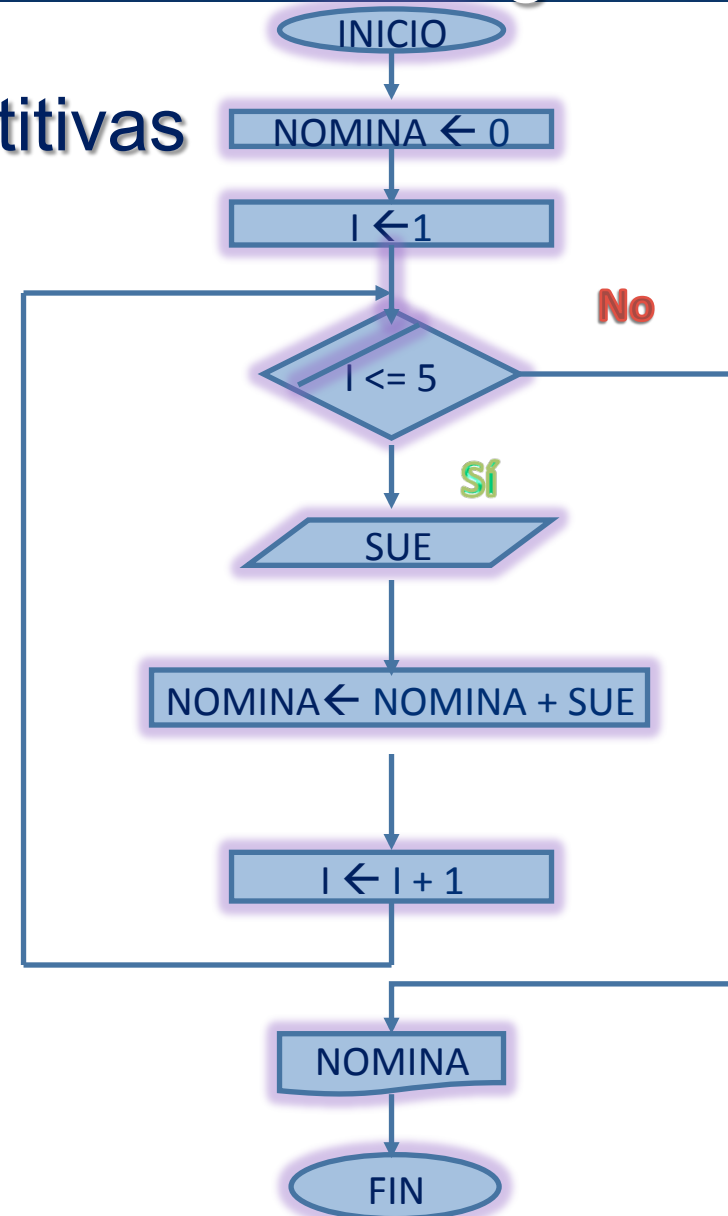 INICIO
titivas
NOMINA ← 0
I ←1
No
I <= 5
Sí
SUE
NOMINA← NOMINA + SUE
I ← I + 1
NOMINA
FIN